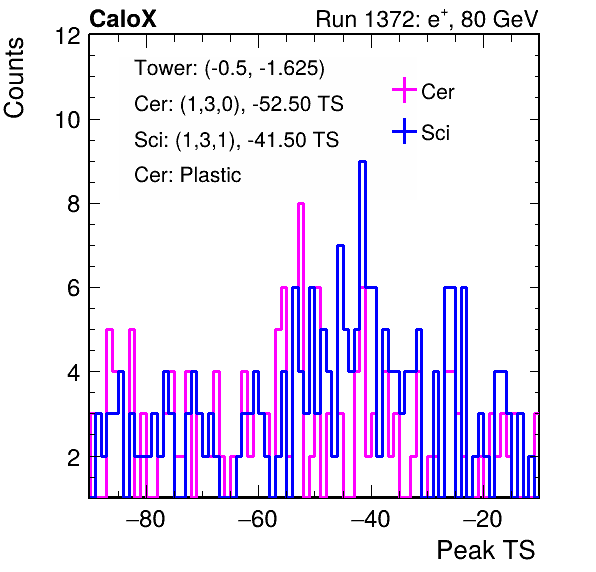 CaloX Run 1372: e⁺, 80 GeV
Counts
12
10
8
6
4
2
Tower: (-0.5, -1.625)
Cer: (1,3,0), -52.50 TS
Sci: (1,3,1), -41.50 TS
Cer: Plastic
Cer
Sci
−80 −60 −40 −20
Peak TS